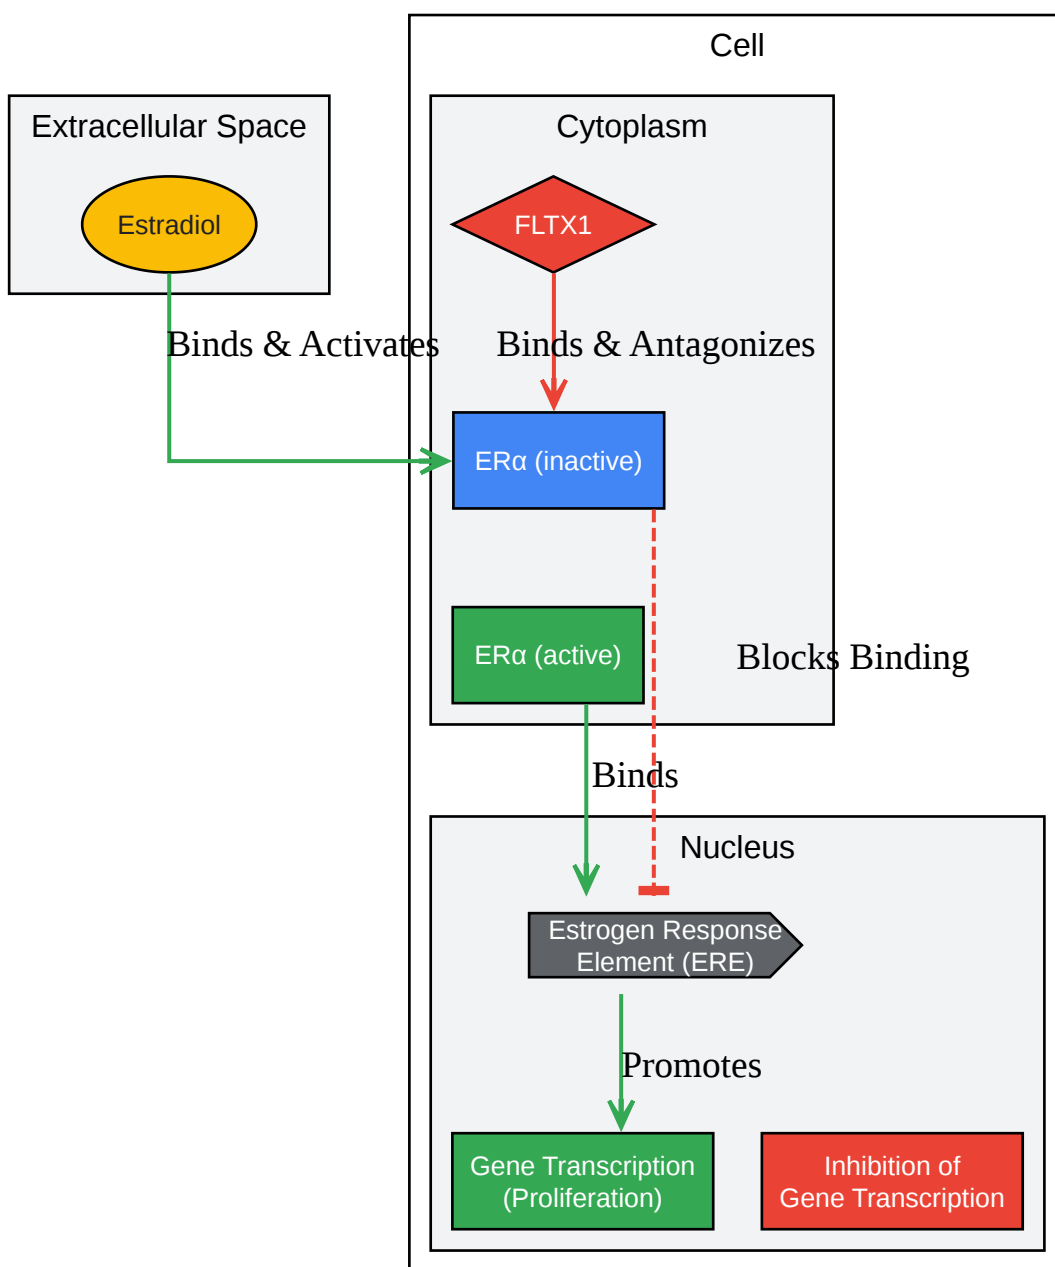 Cell
Extracellular Space
Cytoplasm
Estradiol
FLTX1
Binds & Activates
Binds & Antagonizes
ERα (inactive)
ERα (active)
Blocks Binding
Binds
Nucleus
Estrogen Response
Element (ERE)
Promotes
Gene Transcription
(Proliferation)
Inhibition of
Gene Transcription